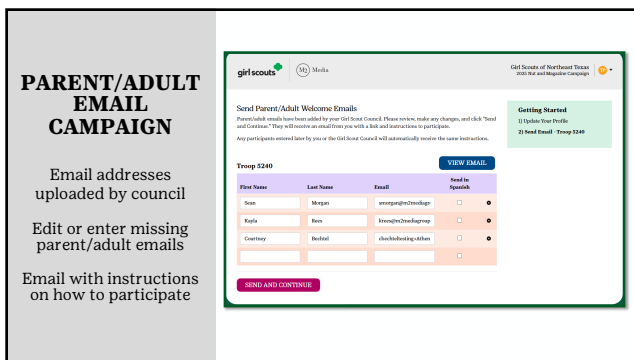 PARENT/ADULT
EMAIL
CAMPAIGN
Email addresses
uploaded by council
Edit or enter missing
parent/adult emails
Email with instructions
on how to participate
girl scouts
M2 Media
Girl Scouts of Northeast Texas
2025 Nut and Magazine Campaign
Send Parent/Adult Welcome Emails
Parent/adult emails have been added by your Girl Scout Council. Please review, make any changes, and click "Send
and Continue." They will receive an email from you with a link and instructions to participate.
Any participants entered later by you or the Girl Scout Council will automatically receive the same instructions.
Getting Started
1) Update Your Profile
2) Send Email - Troop 5240
Troop 5240
VIEW EMAIL
First Name Last Name Email Send in Spanish
Sean Morgan smorgan@m2mediagr
Kayla Rees krees@m2mediagroup
Courtney Bechtel cbechteltesting+Athen
SEND AND CONTINUE